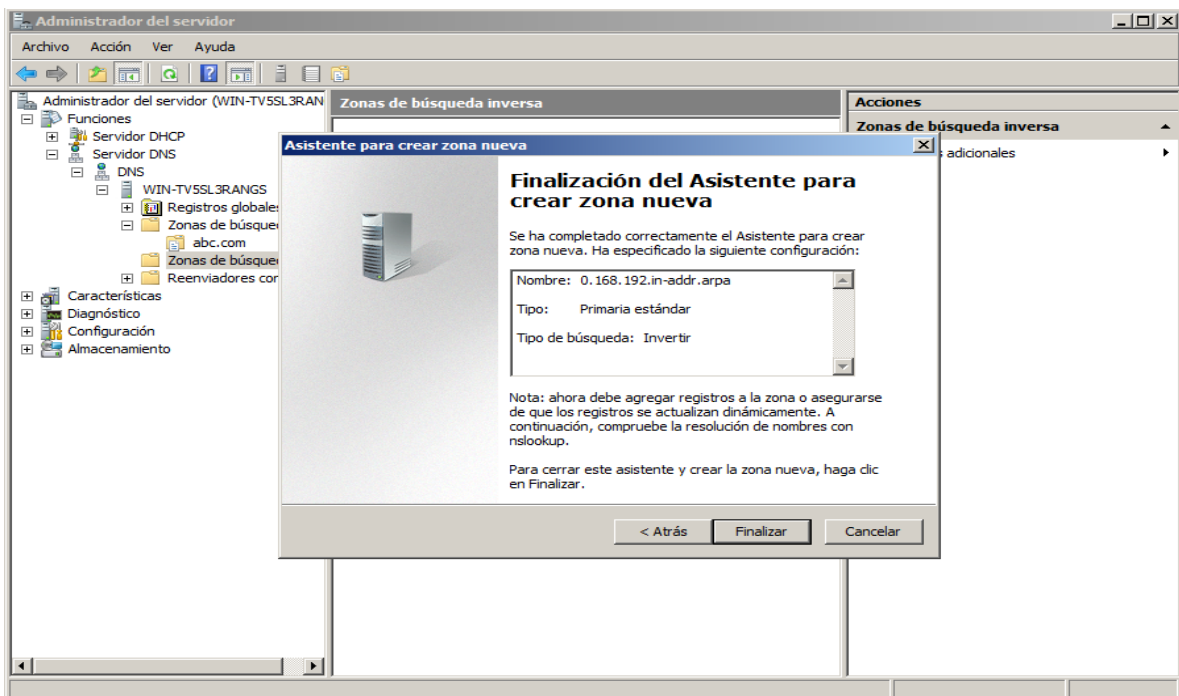 Administrador del servidor
Archivo Acción Ver Ayuda
Administrador del servidor (WIN-TV5SL3RAN
Funciones
Servidor DHCP
Servidor DNS
DNS
WIN-TV5SL3RANGS
Registros globale
Zonas de búsque
abc.com
Zonas de búsque
Reenviadores cor
Características
Diagnóstico
Configuración
Almacenamiento
Zonas de búsqueda inversa
Asistente para crear zona nueva
Finalización del Asistente para
crear zona nueva
Se ha completado correctamente el Asistente para crear
zona nueva. Ha especificado la siguiente configuración:
Nombre: 0.168.192.in-addr.arpa
Tipo: Primaria estándar
Tipo de búsqueda: Invertir
Nota: ahora debe agregar registros a la zona o asegurarse
de que los registros se actualizan dinámicamente. A
continuación, compruebe la resolución de nombres con
nslookup.
Para cerrar este asistente y crear la zona nueva, haga clic
en Finalizar.
< Atrás Finalizar Cancelar
Acciones
Zonas de búsqueda inversa
adicionales